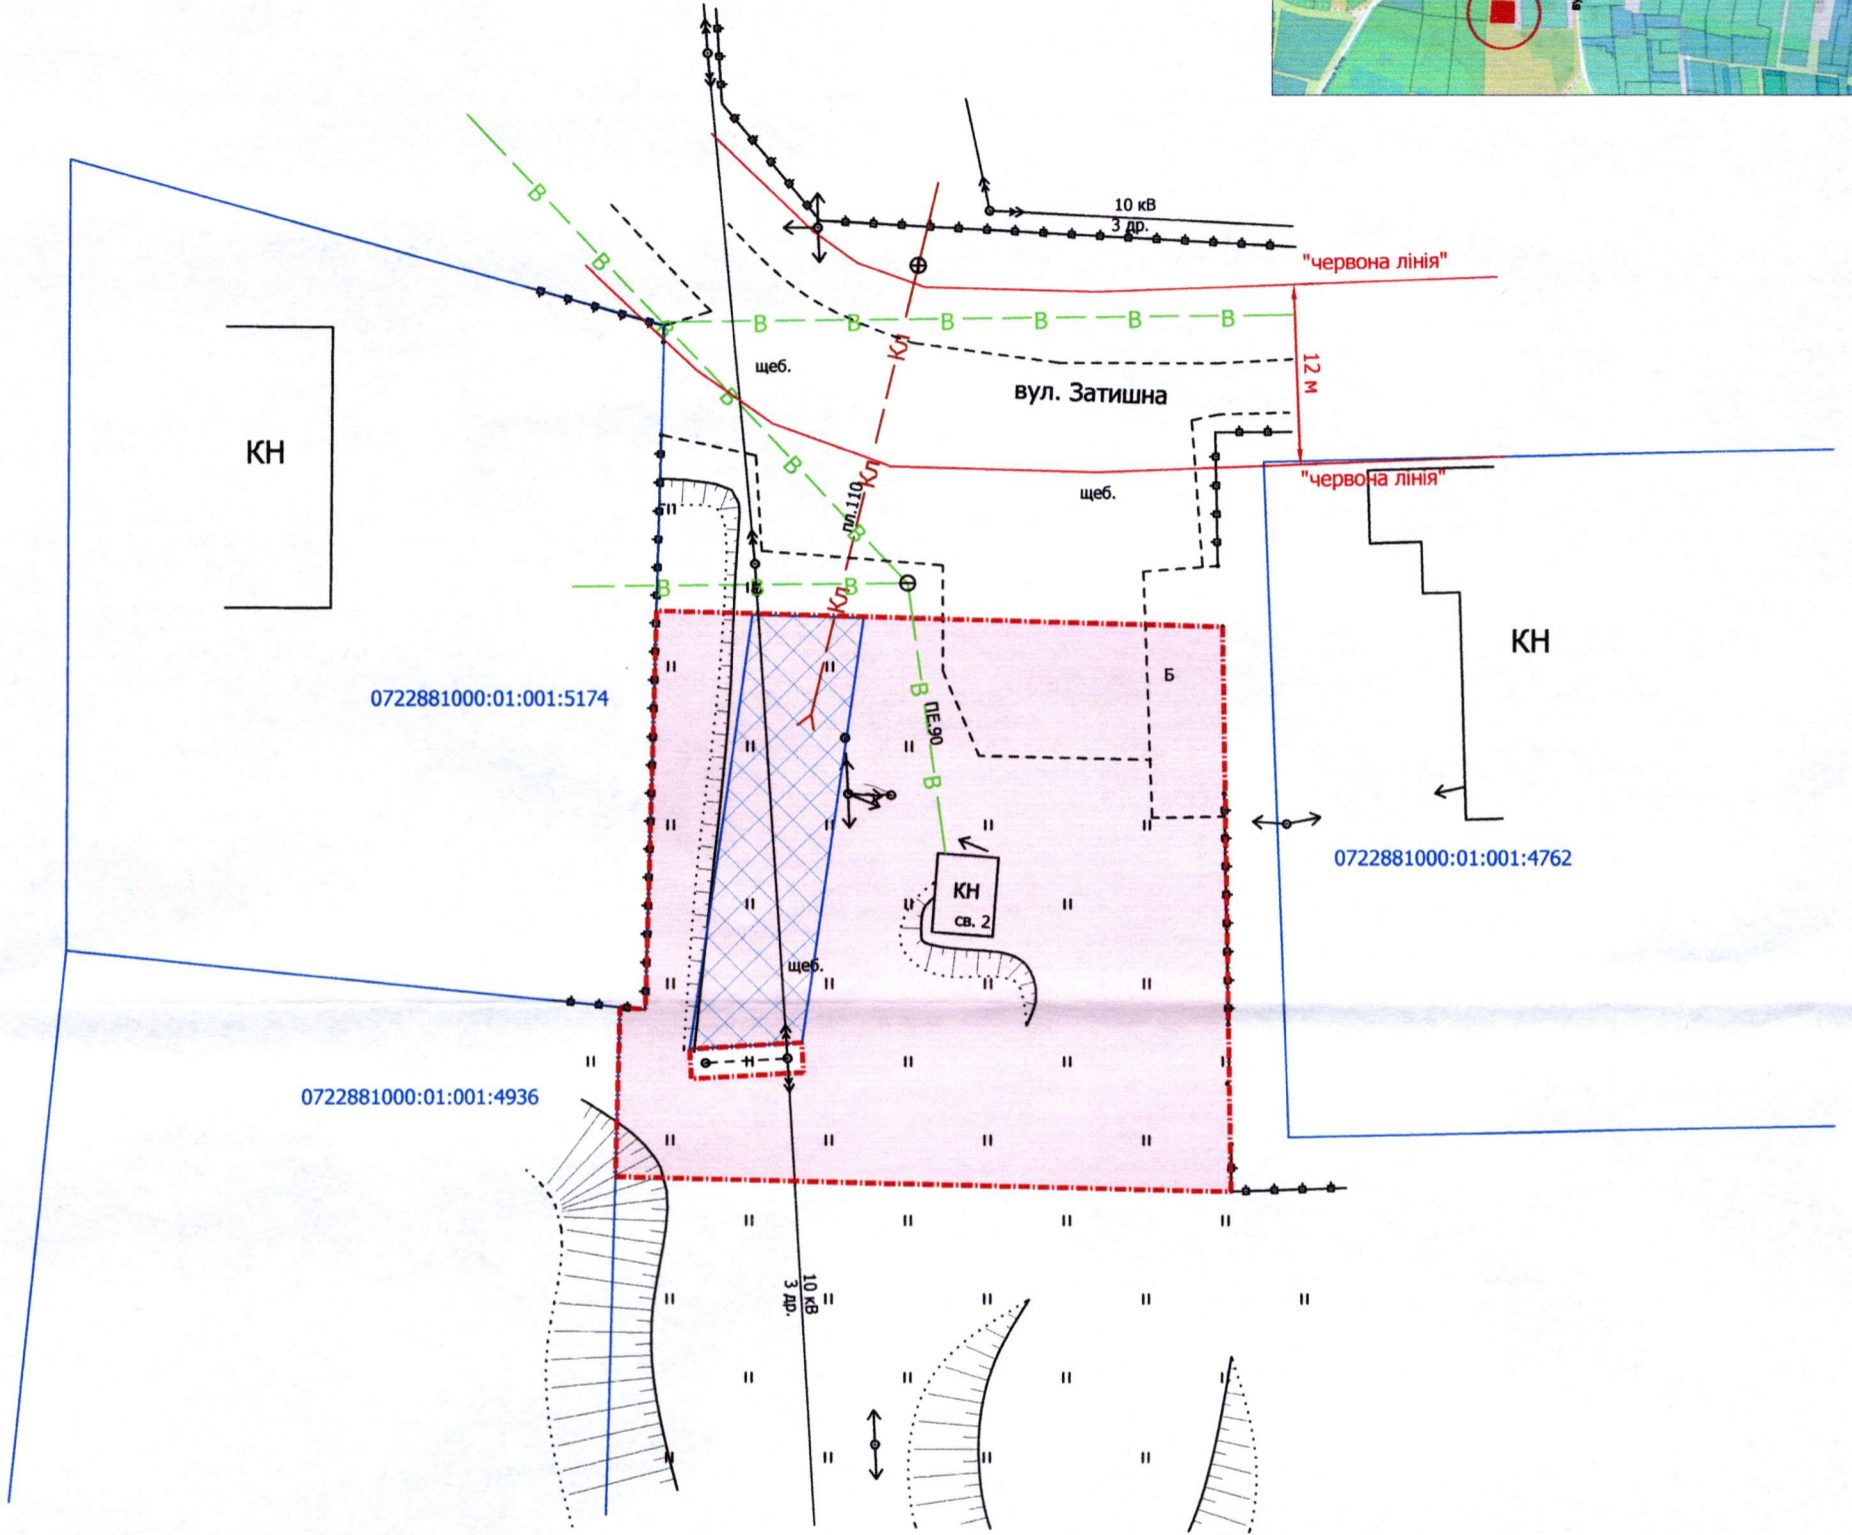 10 кВ
3 др.
"червона лінія"
В
В
В
В
В
В
В
В
В
Кл
щеб.
12 м
вул. Затишна
В
КН
В
Кл
"червона лінія"
пл.110
щеб.
В
В
В
В
Кл
КН
Б
0722881000:01:001:5174
В
ПЕ.90
В
0722881000:01:001:4762
КН
св. 2
щеб.
0722881000:01:001:4936
10 кВ
3 др.